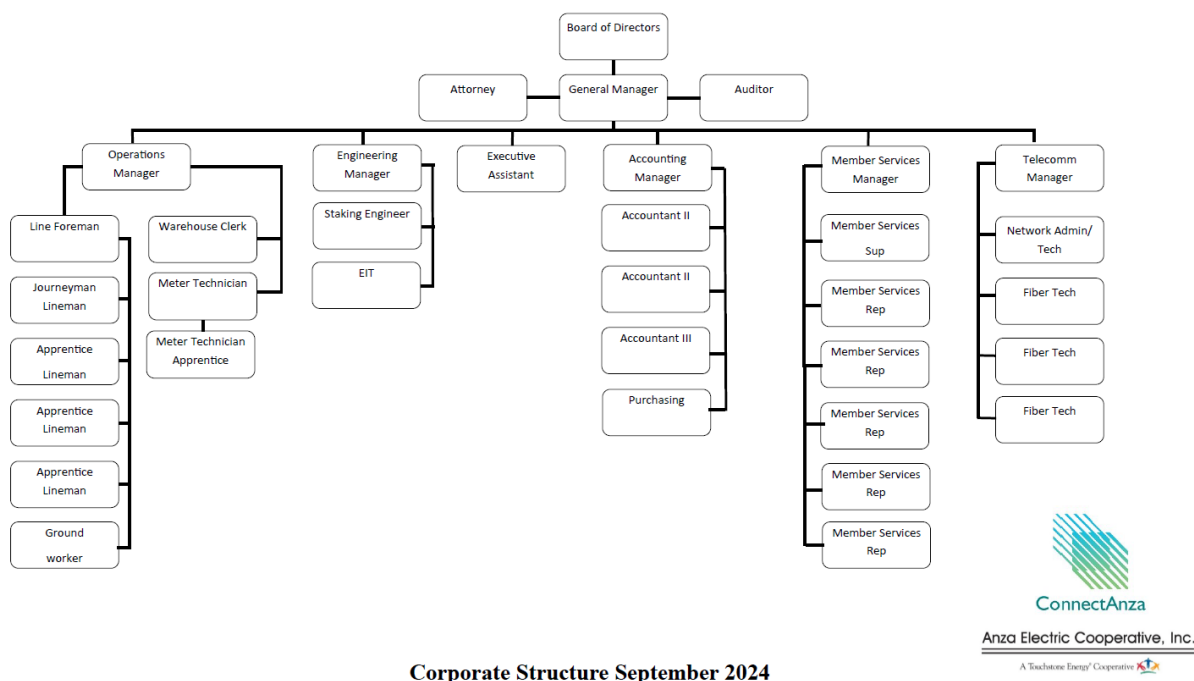 Board of Directors
Attorney
General Manager
Auditor
Operations
Manager
Engineering
Manager
Executive
Assistant
Accounting
Manager
Member Services
Manager
Telecomm
Manager
Line Foreman
Journeyman
Lineman
Apprentice
Lineman
Apprentice
Lineman
Apprentice
Lineman
Ground
worker
Warehouse Clerk
Meter Technician
Meter Technician
Apprentice
Staking Engineer
EIT
Accountant II
Accountant II
Accountant III
Purchasing
Member Services
Sup
Member Services
Rep
Member Services
Rep
Member Services
Rep
Member Services
Rep
Member Services
Rep
Network Admin/
Tech
Fiber Tech
Fiber Tech
Fiber Tech
ConnectAnza
Anza Electric Cooperative, Inc.
A Touchstone Energy® Cooperative
Corporate Structure September 2024